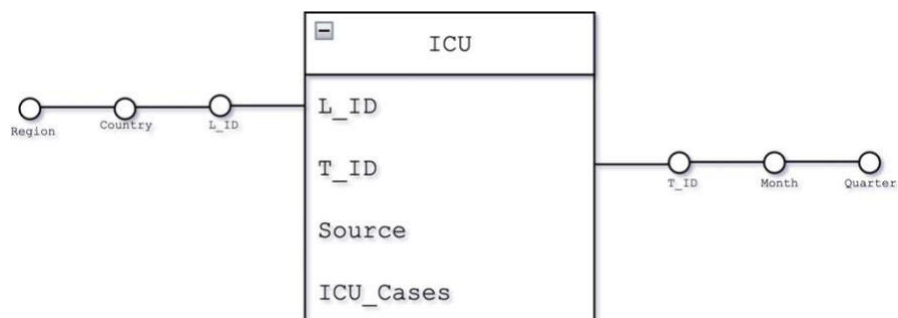 ICU
L_ID
T_ID
Source
ICU_Cases
Region
Country
L_ID
T_ID
Month
Quarter